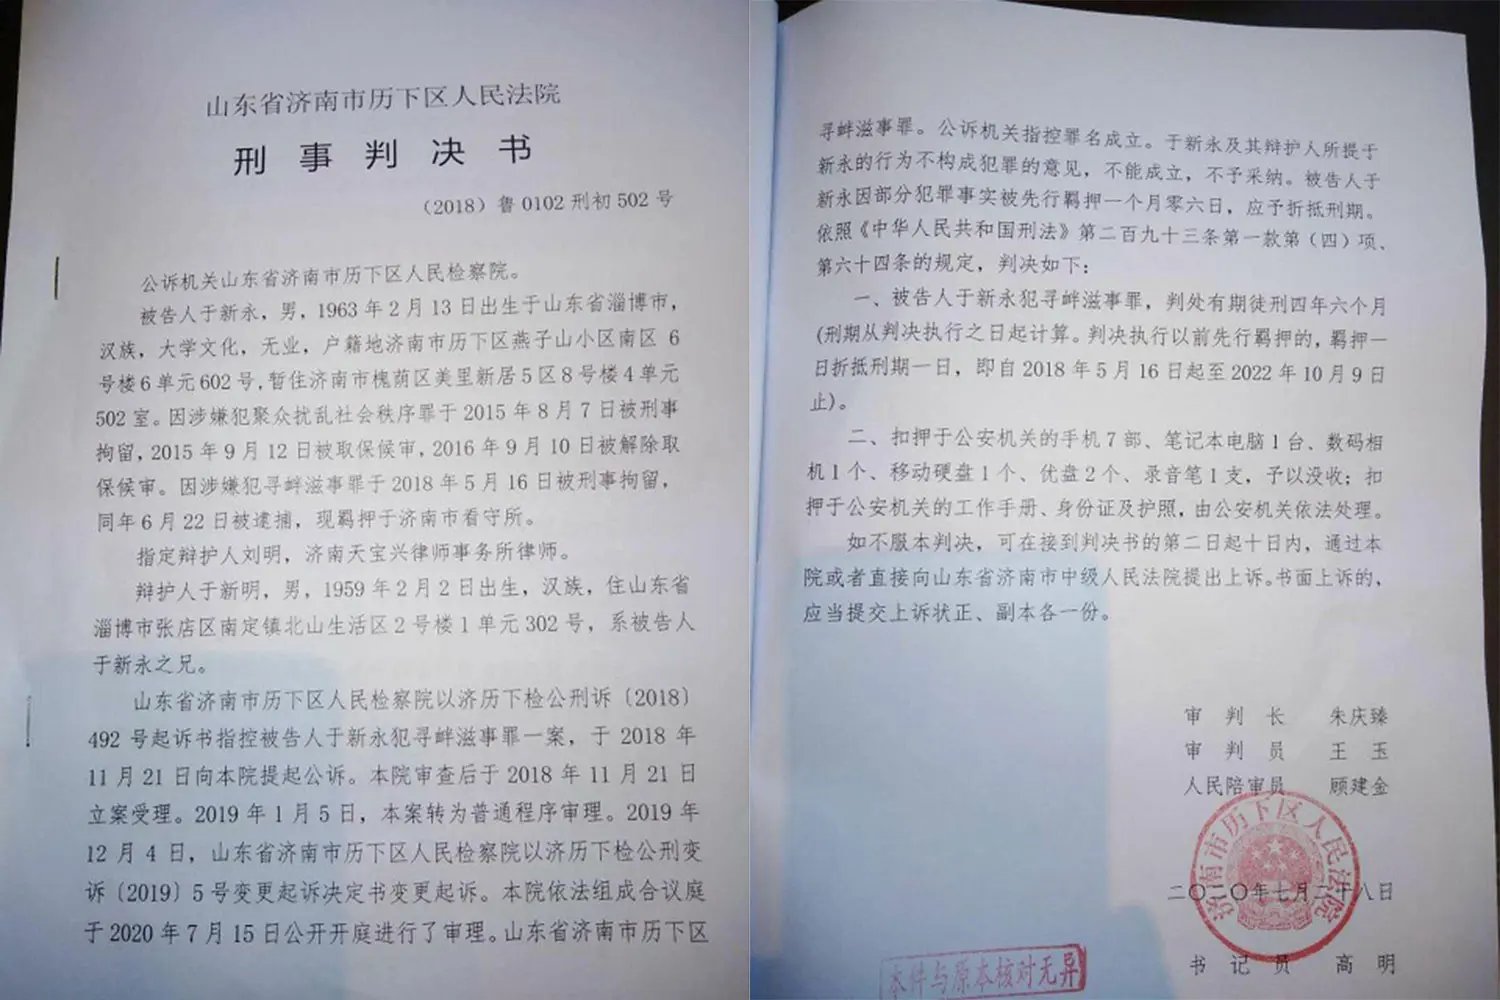 山东省济南市历下区人民法院
刑事判决书
（2018）鲁 0102 刑初 502 号
公诉机关山东省济南市历下区人民检察院。
被告人于新永，男，1963 年 2 月 13 日出生于山东省淄博市，
汉族，大学文化，无业，户籍地济南市历下区燕子山小区南区 6
号楼 6 单元 602 号，暂住济南市槐荫区美里新居 5 区 8 号楼 4 单元
502 室。因涉嫌犯聚众扰乱社会秩序罪于 2015 年 8 月 7 日被刑事
拘留，2015 年 9 月 12 日被取保候审，2016 年 9 月 10 日被解除取
保候审。因涉嫌犯寻衅滋事罪于 2018 年 5 月 16 日被刑事拘留，
同年 6 月 22 日被逮捕，现羁押于济南市看守所。
指定辩护人刘明，济南天宝兴律师事务所律师。
辩护人于新明，男，1959 年 2 月 2 日出生，汉族，住山东省
淄博市张店区南定镇北山生活区 2 号楼 1 单元 302 号，系被告人
于新永之兄。
山东省济南市历下区人民检察院以济历下检公刑诉〔2018〕
492 号起诉书指控被告人于新永犯寻衅滋事罪一案，于 2018 年
11 月 21 日向本院提起公诉。本院审查后于 2018 年 11 月 21 日
立案受理。2019 年 1 月 5 日，本案转为普通程序审理。2019 年
12 月 4 日，山东省济南市历下区人民检察院以济历下检公刑变
诉〔2019〕5 号变更起诉决定书变更起诉。本院依法组成合议庭
于 2020 年 7 月 15 日公开开庭进行了审理。山东省济南市历下区
寻衅滋事罪。公诉机关指控罪名成立。于新永及其辩护人所提于
新永的行为不构成犯罪的意见，不能成立，不予采纳。被告人于
新永因部分犯罪事实被先行羁押一个月零六日，应予折抵刑期。
依照《中华人民共和国刑法》第二百九十三条第一款第（四）项、
第六十四条的规定，判决如下：
一、被告人于新永犯寻衅滋事罪，判处有期徒刑四年六个月
(刑期从判决执行之日起计算。判决执行以前先行羁押的，羁押一
日折抵刑期一日，即自 2018 年 5 月 16 日起至 2022 年 10 月 9 日
止)。
二、扣押于公安机关的手机 7 部、笔记本电脑 1 台、数码相
机 1 个、移动硬盘 1 个、优盘 2 个、录音笔 1 支，予以没收；扣
押于公安机关的工作手册、身份证及护照，由公安机关依法处理。
如不服本判决，可在接到判决书的第二日起十日内，通过本
院或者直接向山东省济南市中级人民法院提出上诉。书面上诉的，
应当提交上诉状正、副本各一份。
审 判 长 朱庆臻
审 判 员 王 玉
人民陪审员 顾建金
济南市历下区人民法院
二〇二〇年七月二十八日
书 记 员 高 明
本件与原本核对无异